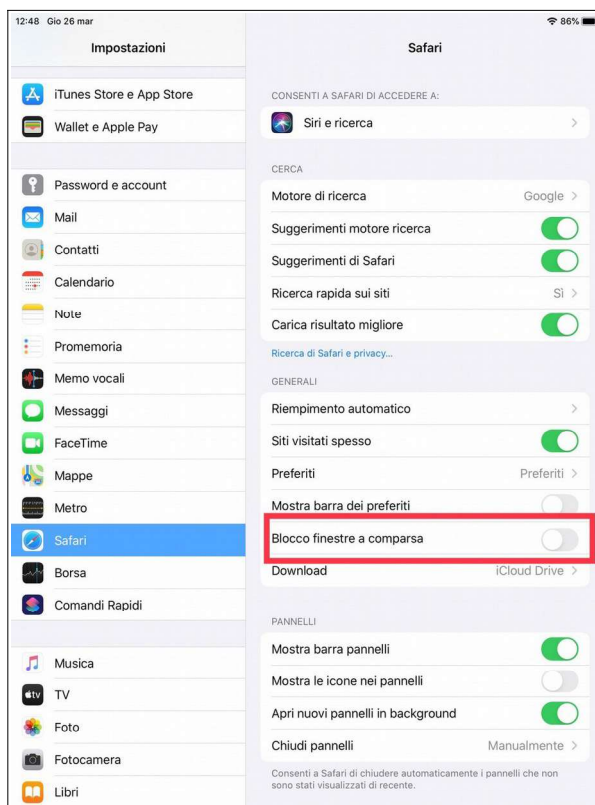 12:48 Gio 26 mar
86%
Impostazioni
iTunes Store e App Store
Wallet e Apple Pay
Password e account
Mail
Contatti
Calendario
Note
Promemoria
Memo vocali
Messaggi
FaceTime
Mappe
Metro
Safari
Borsa
Comandi Rapidi
Musica
tv
TV
Foto
Fotocamera
Libri
Safari
CONSENTI A SAFARI DI ACCEDERE A:
Siri e ricerca
CERCA
Motore di ricerca Google
Suggerimenti motore ricerca
Suggerimenti di Safari
Ricerca rapida sui siti Sì
Carica risultato migliore
Ricerca di Safari e privacy...
GENERALI
Riempimento automatico
Siti visitati spesso
Preferiti Preferiti
Mostra barra dei preferiti
Blocco finestre a comparsa
Download iCloud Drive
PANNELLI
Mostra barra pannelli
Mostra le icone nei pannelli
Apri nuovi pannelli in background
Chiudi pannelli Manualmente
Consenti a Safari di chiudere automaticamente i pannelli che non
sono stati visualizzati di recente.